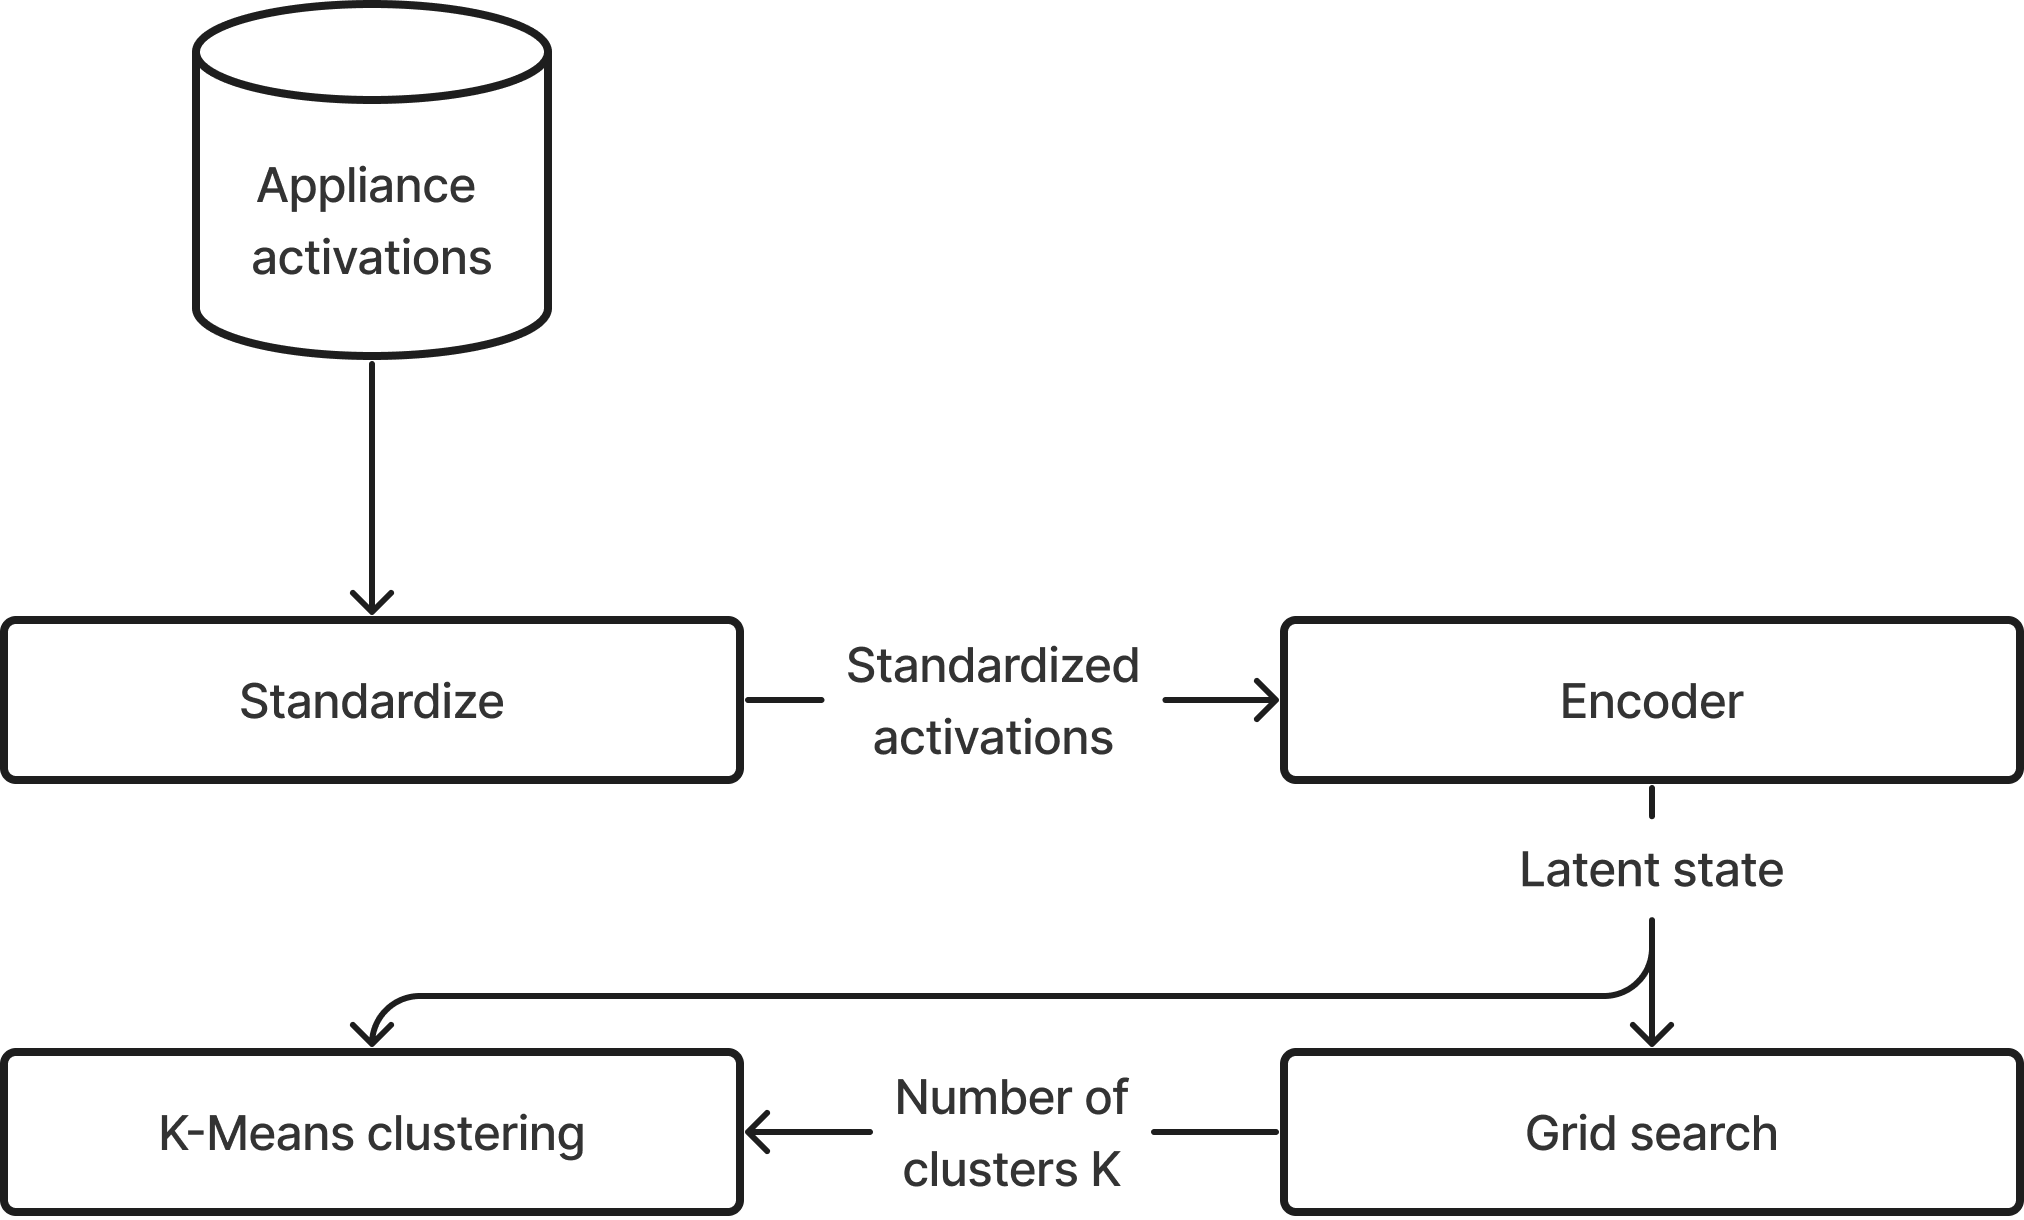 Appliance
activations
Standardize
Standardized
activations
Encoder
Latent state
K-Means clustering
Number of
clusters K
Grid search